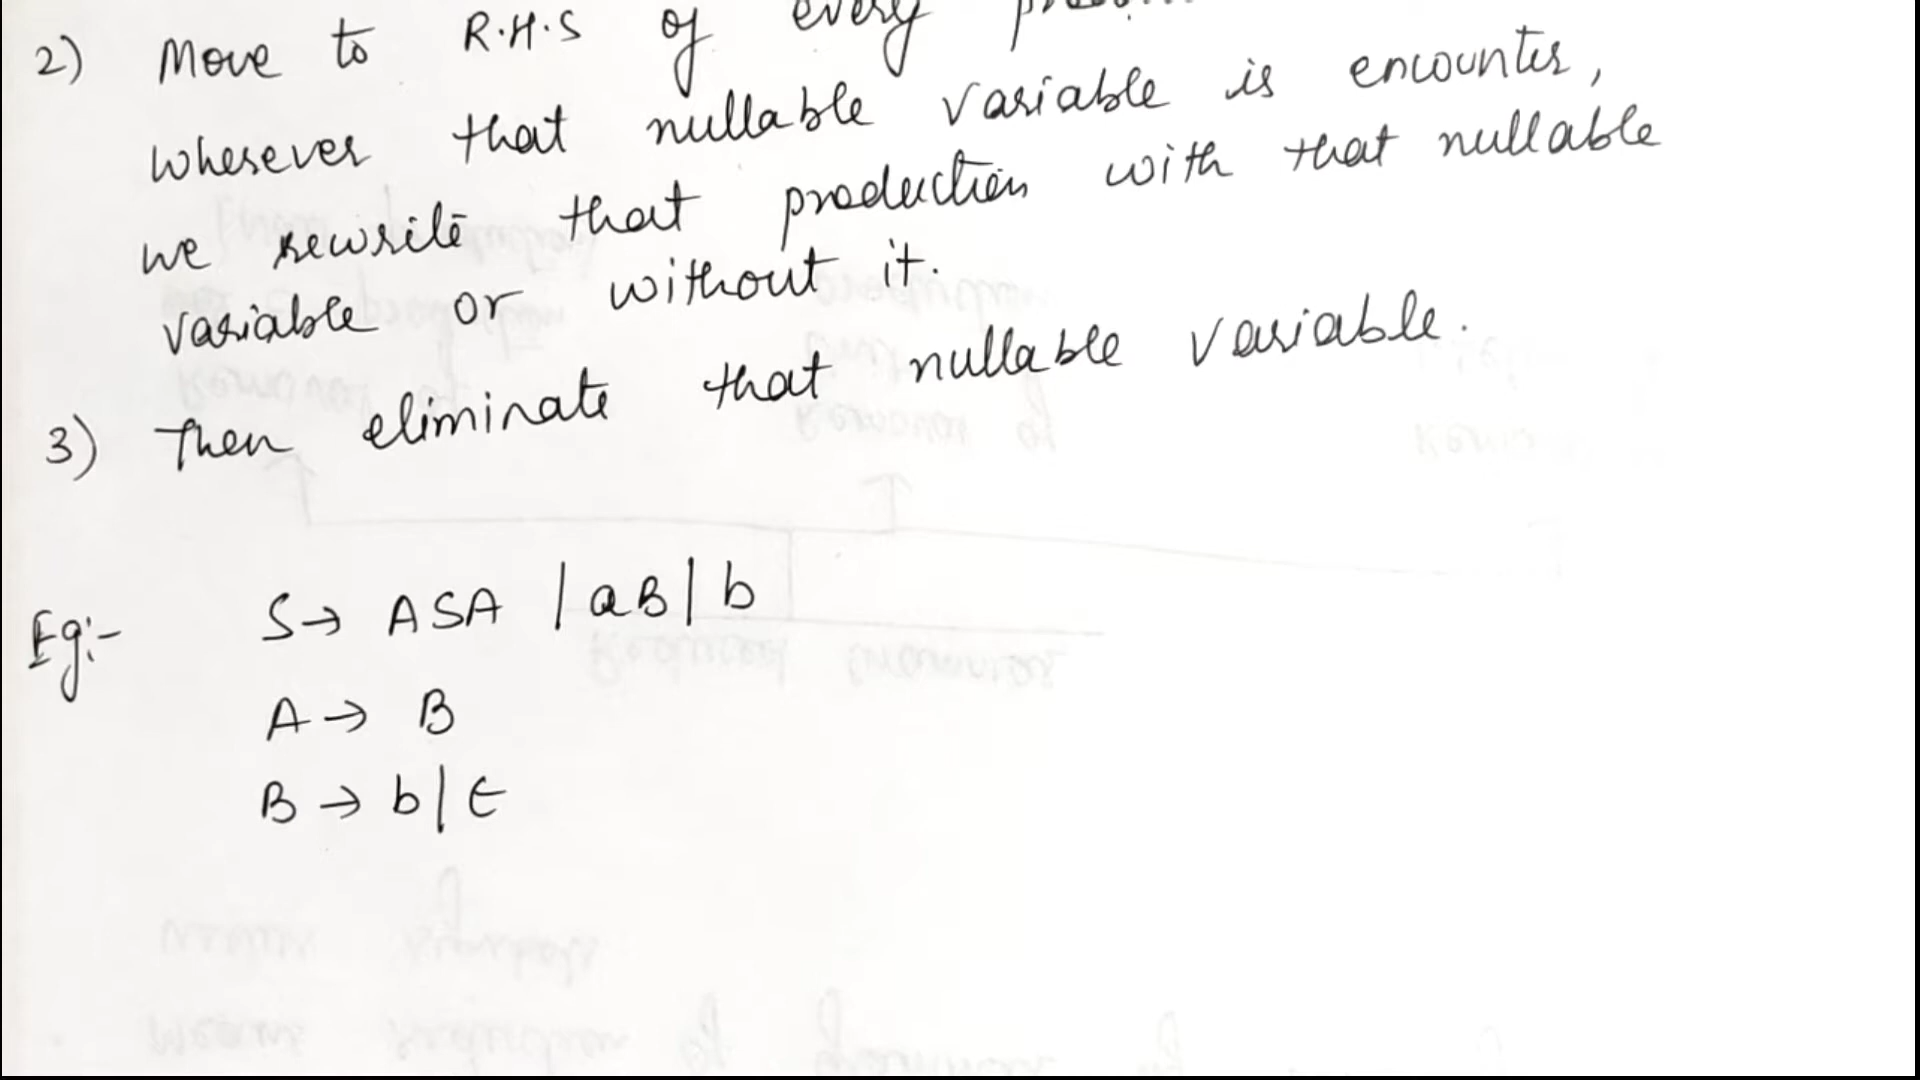 2) Move to R.H.S of every
wherever that nullable variable is encounter,
we rewrite that production with that nullable
variable or without it.
3) Then eliminate that nullable variable.
Eg:- S → ASA | aB | b
A → B
B → b | ϵ